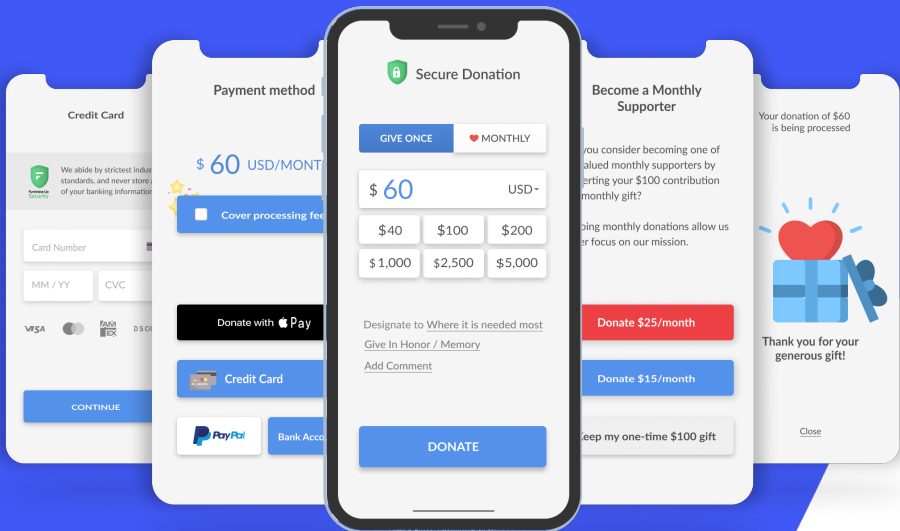 Credit Card
We abide by strictest indus
standards, and never store
of your banking information
Security
Card Number
MM / YY
CVC
VISA
AM
EX
DISC
CONTINUE
Payment method
$ 60 USD/MONT
Cover processing fee
Donate with Pay
Credit Card
PayPal
Bank Acco
Secure Donation
GIVE ONCE
MONTHLY
$ 60 USD
$40
$100
$200
$1,000
$2,500
$5,000
Designate to Where it is needed most
Give In Honor / Memory
Add Comment
DONATE
Become a Monthly
Supporter
you consider becoming one of
alued monthly supporters by
erting your $100 contribution
monthly gift?
oing monthly donations allow us
er focus on our mission.
Donate $25/month
Donate $15/month
Keep my one-time $100 gift
Your donation of $60
is being processed
Thank you for your
generous gift!
Close